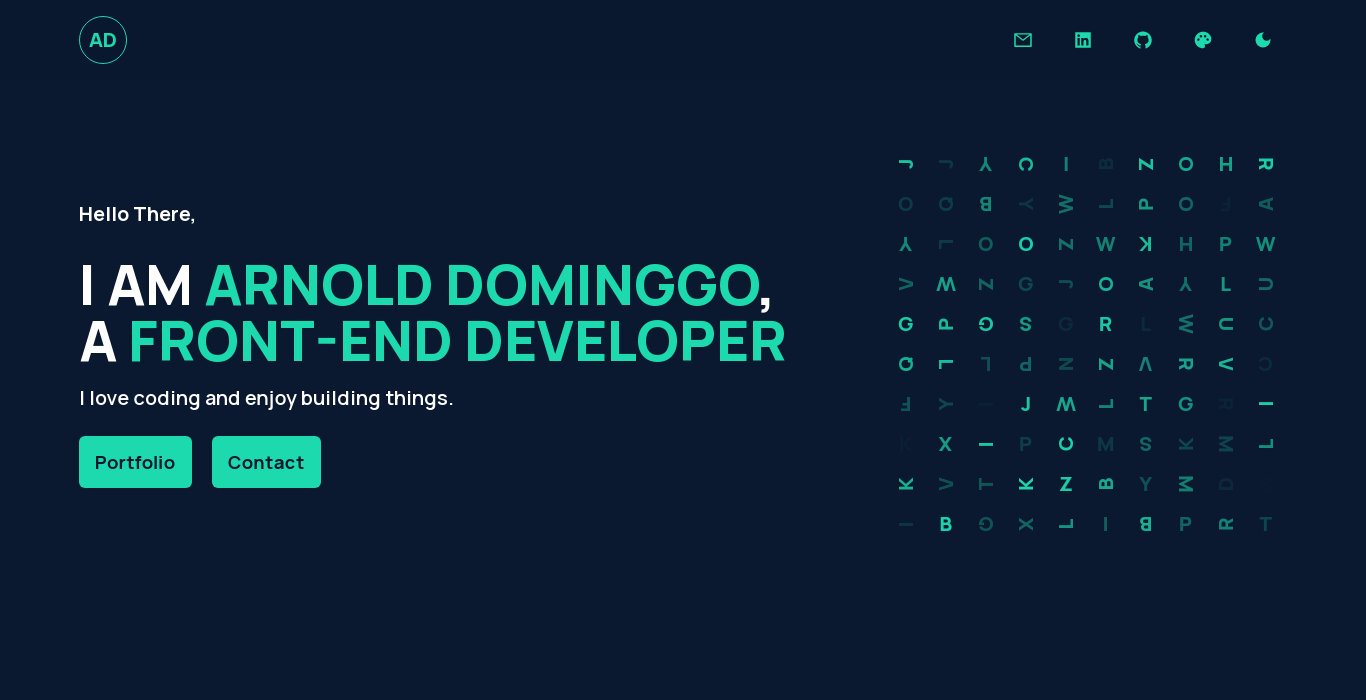 AD
Hello There,
I AM ARNOLD DOMINGGO,
A FRONT-END DEVELOPER
I love coding and enjoy building things.
Portfolio
Contact
J J Y C I B Z O H R
O Q B Y W L P O F A
Y L O O Z W K H P W
V W Z G J O A Y L U
G P G S G R L W U C
Q L L P N Z V R V C
F Y I J W L T G R I
K X I P C M S K M L
K V T K Z B Y M D
I B G X L I B P R T